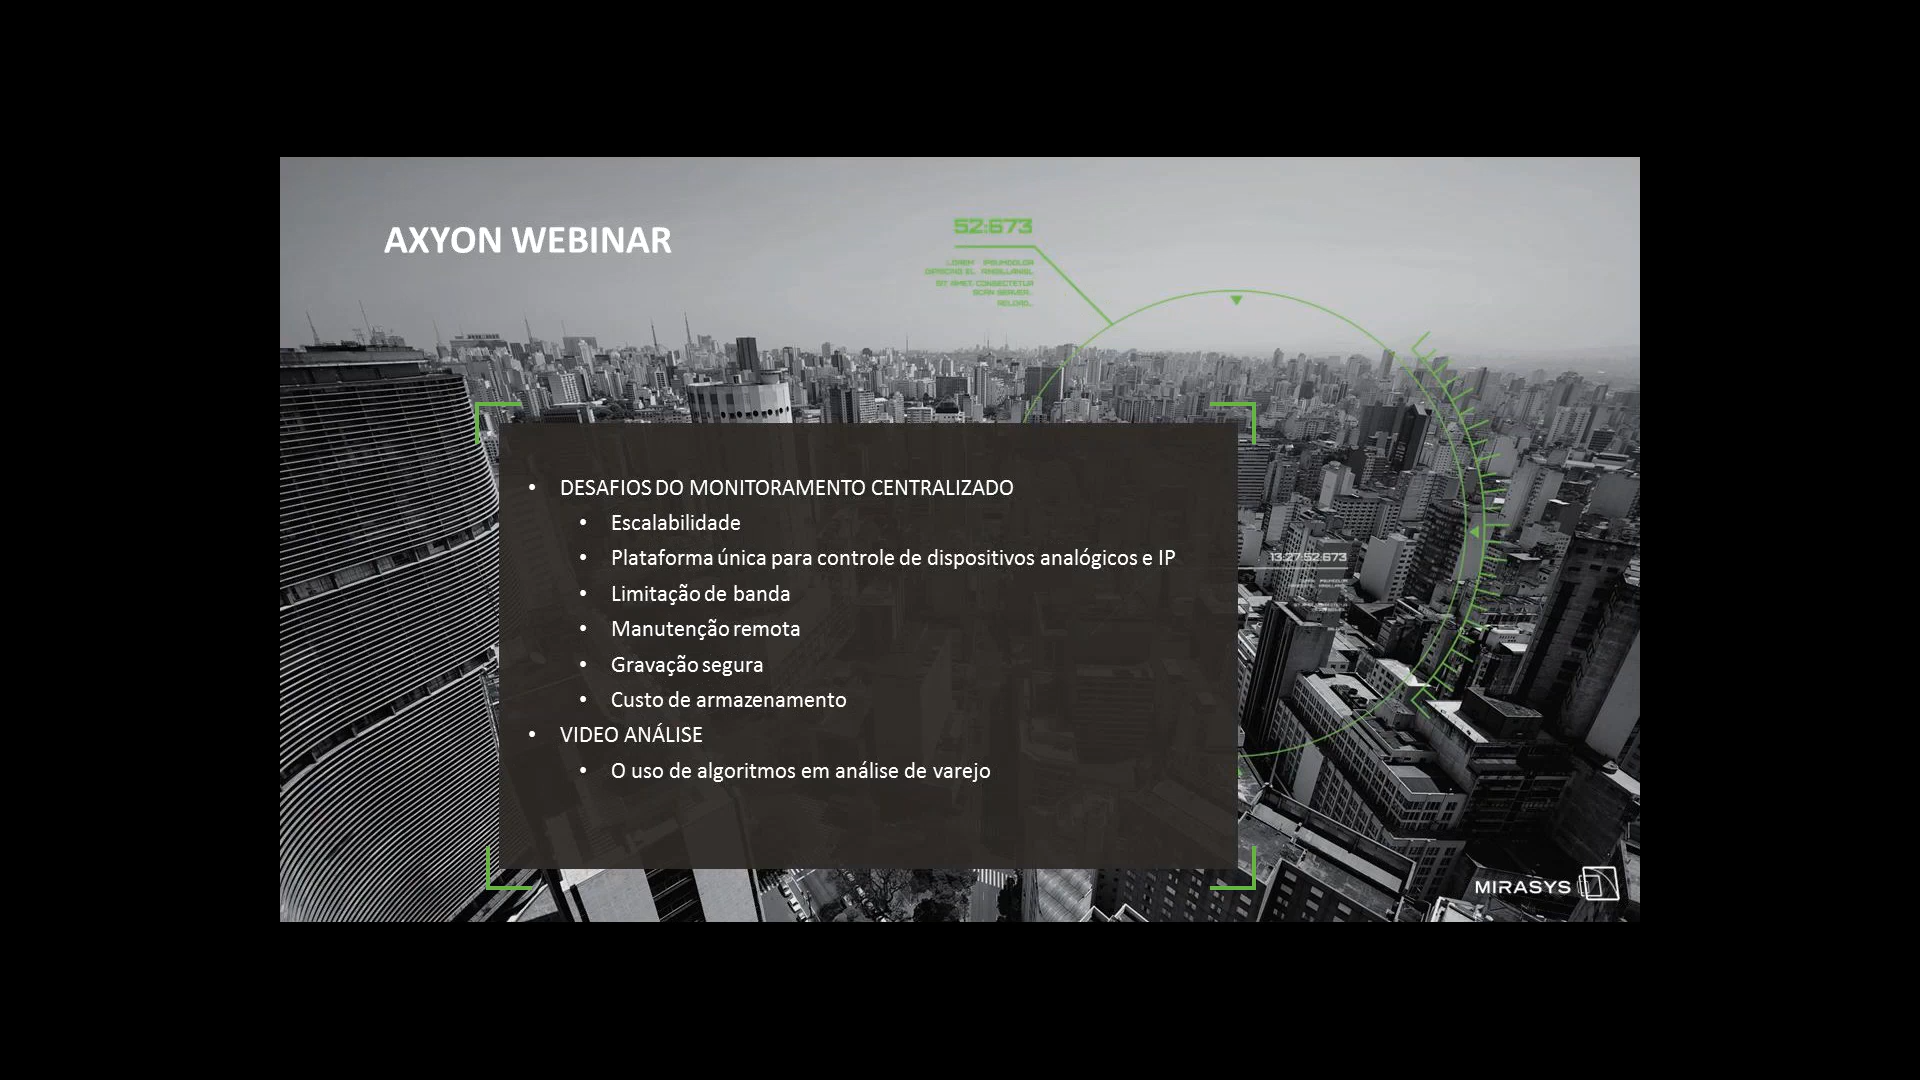 AXYON WEBINAR
52:673
• DESAFIOS DO MONITORAMENTO CENTRALIZADO
• Escalabilidade
• Plataforma única para controle de dispositivos analógicos e IP
• Limitação de banda
• Manutenção remota
• Gravação segura
• Custo de armazenamento
• VIDEO ANÁLISE
• O uso de algoritmos em análise de varejo
13:27:52:673
MIRASYS